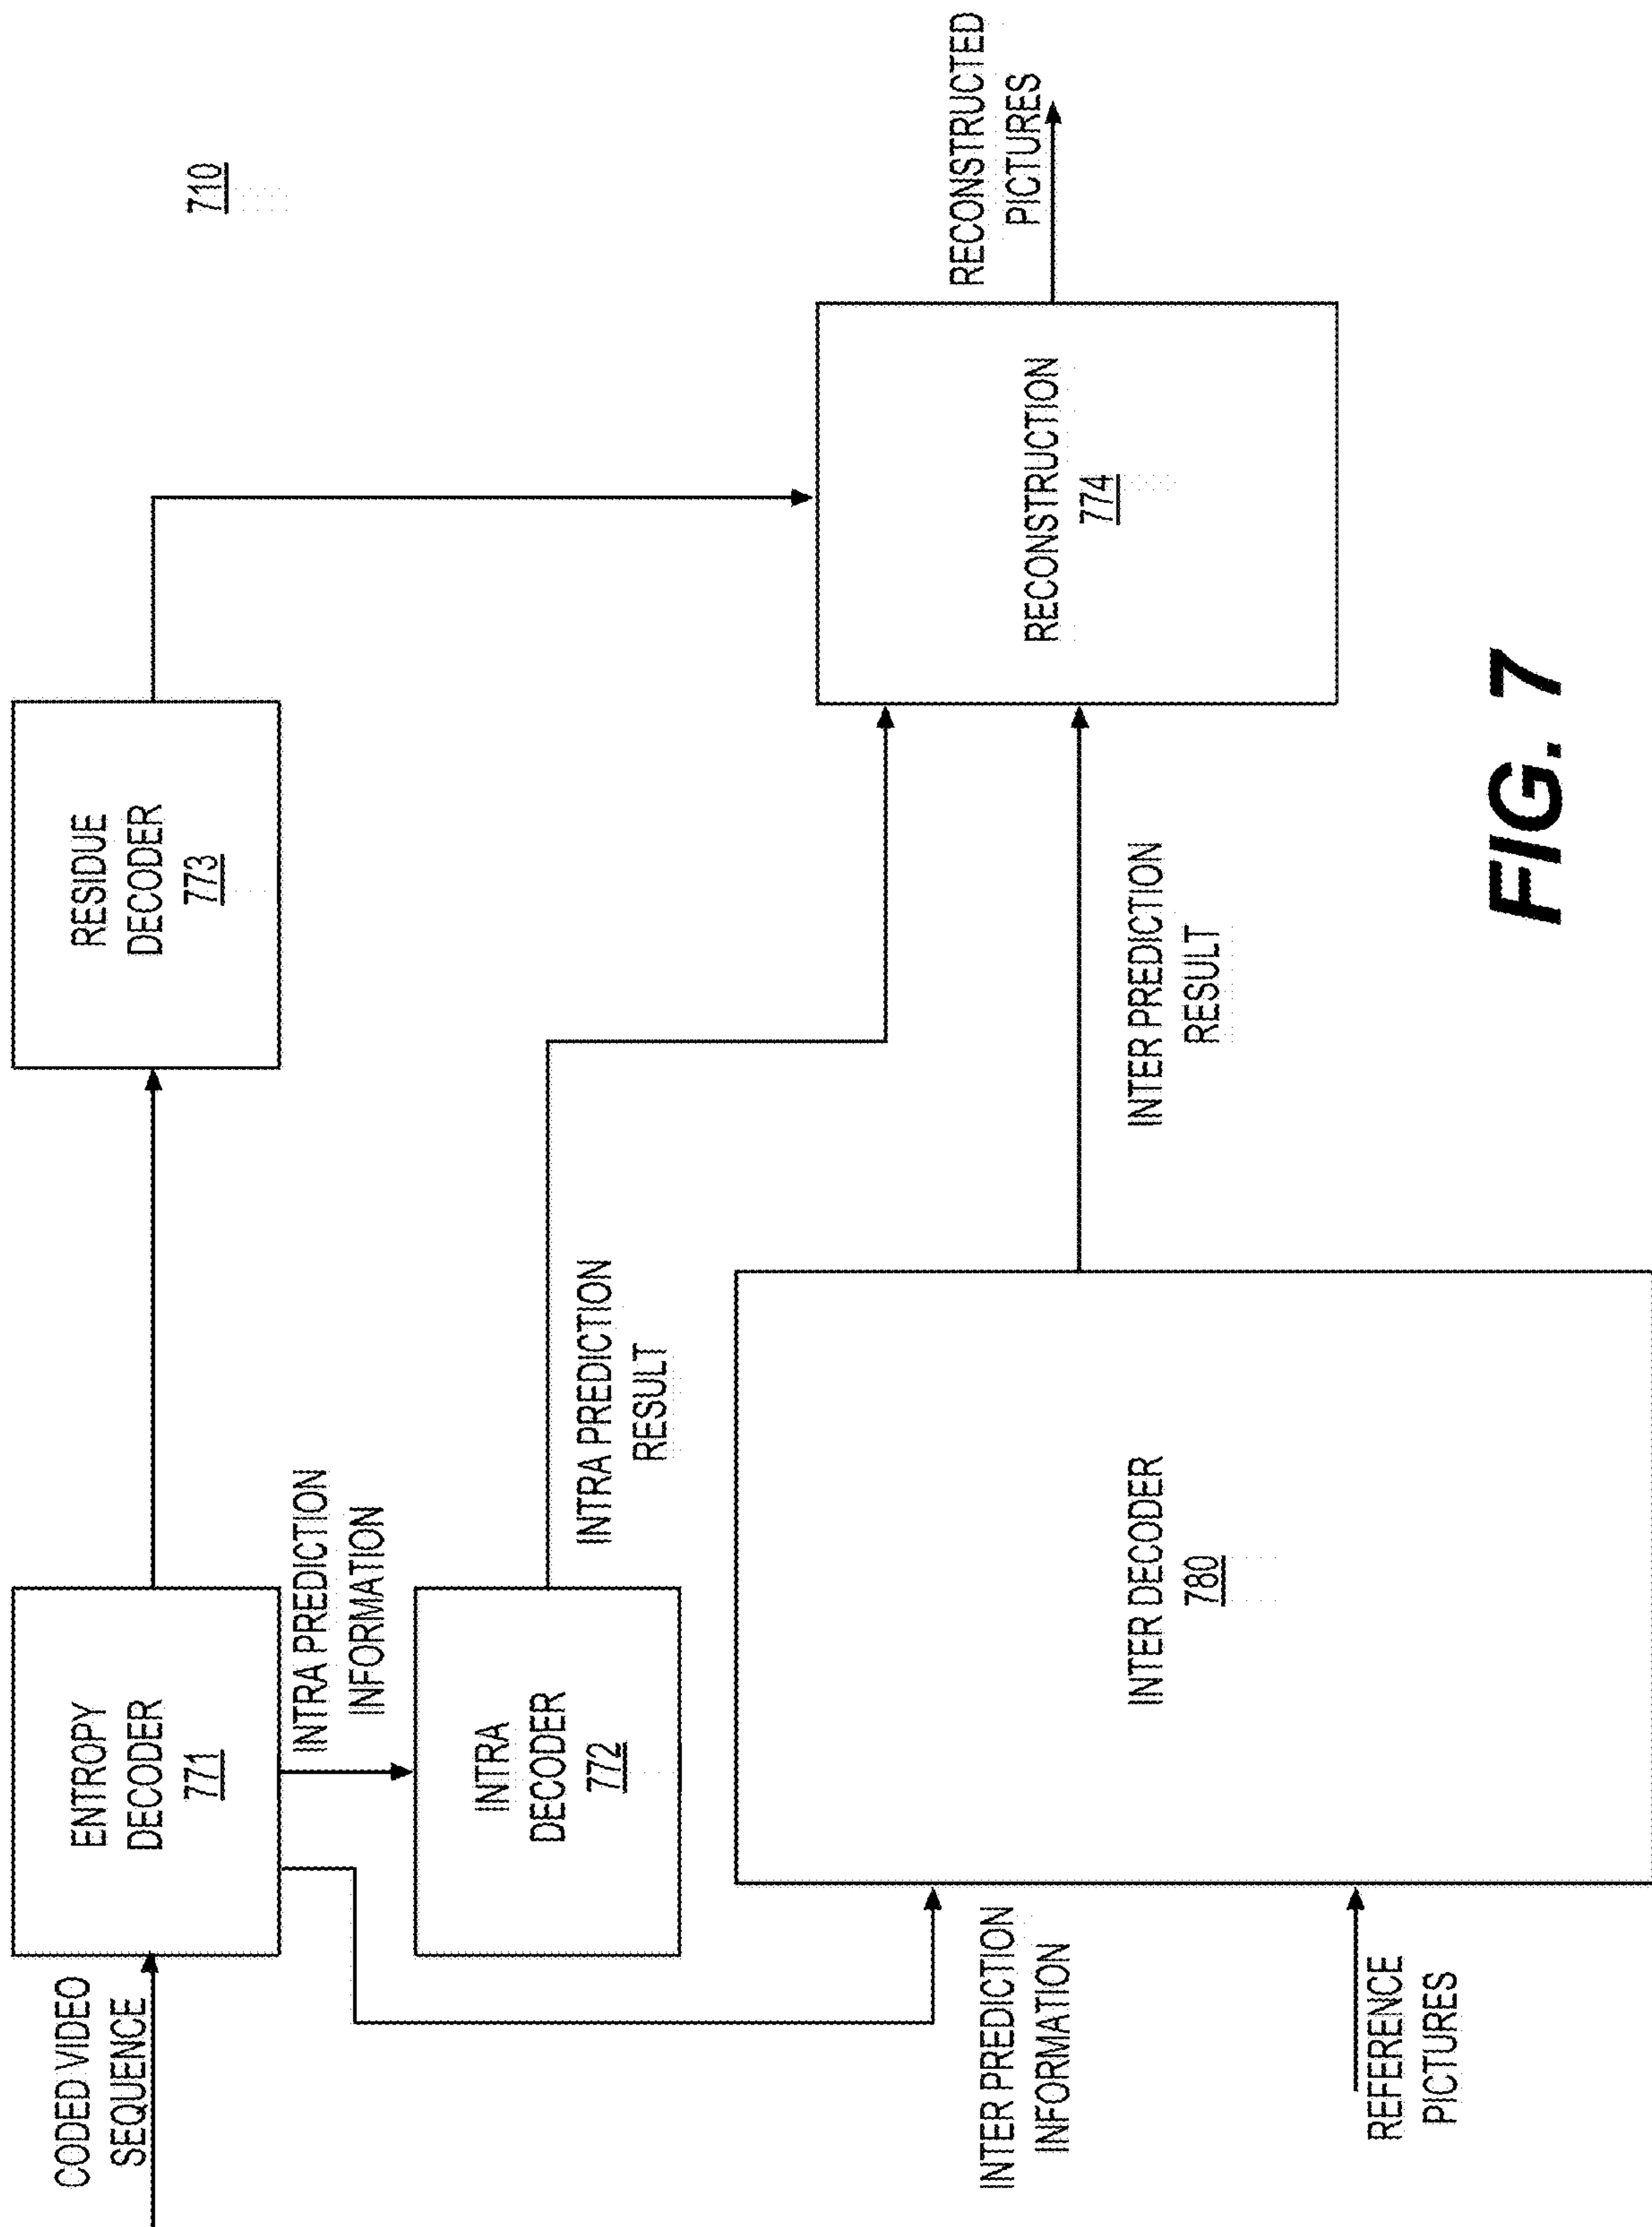 710
CODED VIDEO
SEQUENCE
ENTROPY
DECODER
771
RESIDUE
DECODER
773
INTRA PREDICTION
INFORMATION
INTRA
DECODER
772
INTRA PREDICTION
RESULT
RECONSTRUCTED
PICTURES
RECONSTRUCTION
774
INTER PREDICTION
INFORMATION
INTER DECODER
780
INTER PREDICTION
RESULT
REFERENCE
PICTURES
FIG. 7